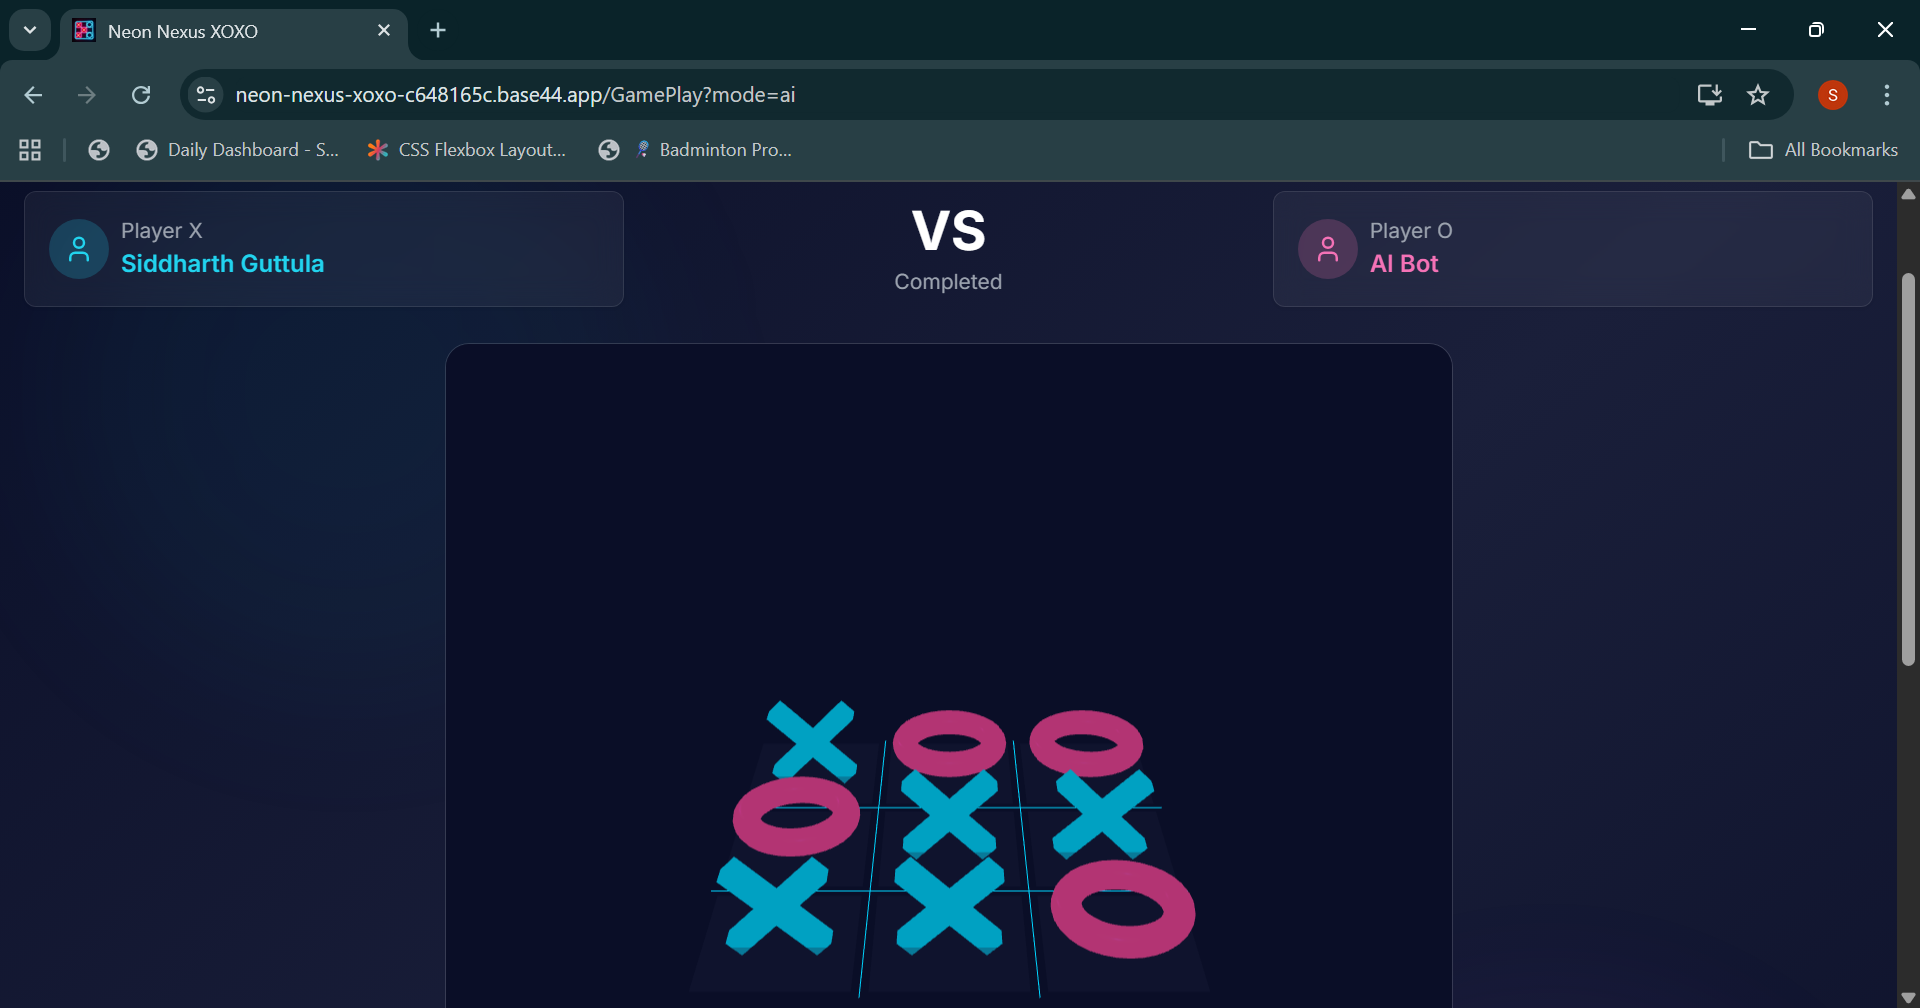 Neon Nexus XOXO
neon-nexus-xoxo-c648165c.base44.app/GamePlay?mode=ai
S
Daily Dashboard - S...
CSS Flexbox Layout...
Badminton Pro...
All Bookmarks
Player X
Siddharth Guttula
VS
Completed
Player O
AI Bot
X O O
O X X
X X O